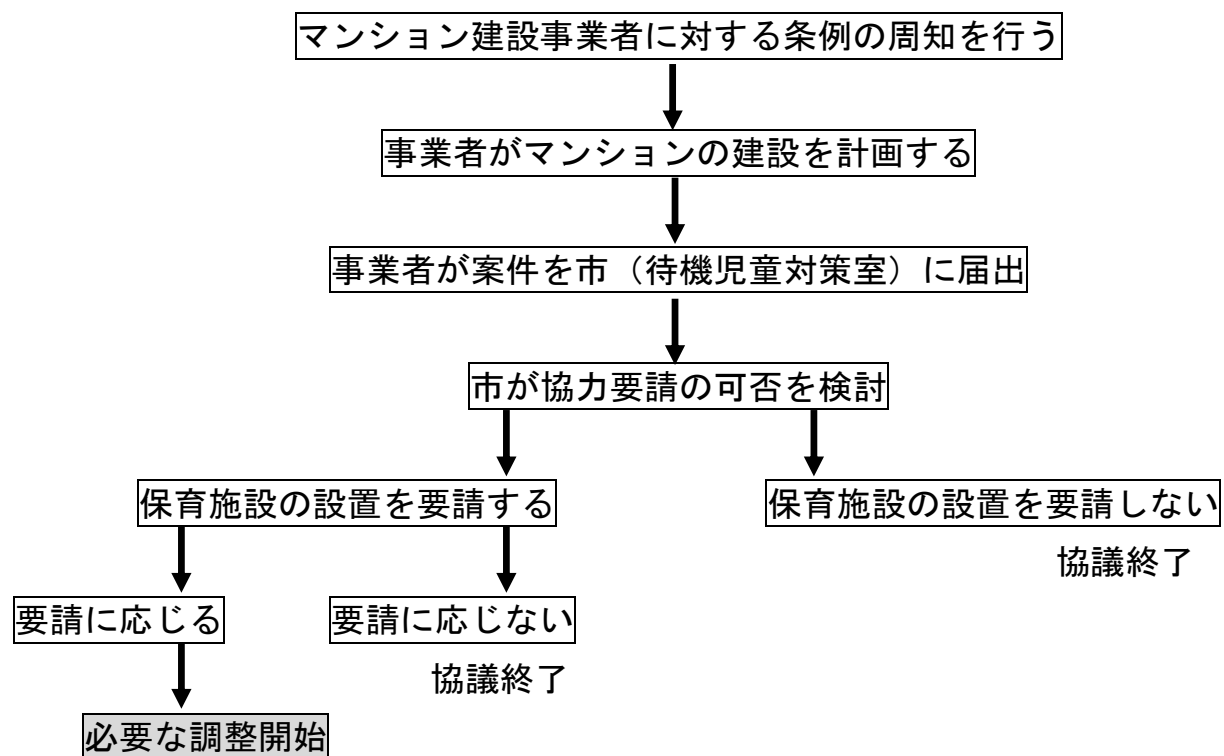 マンション建設事業者に対する条例の周知を行う
事業者がマンションの建設を計画する
事業者が案件を市（待機児童対策室）に届出
市が協力要請の可否を検討
保育施設の設置を要請する
保育施設の設置を要請しない
協議終了
要請に応じる
要請に応じない
協議終了
必要な調整開始